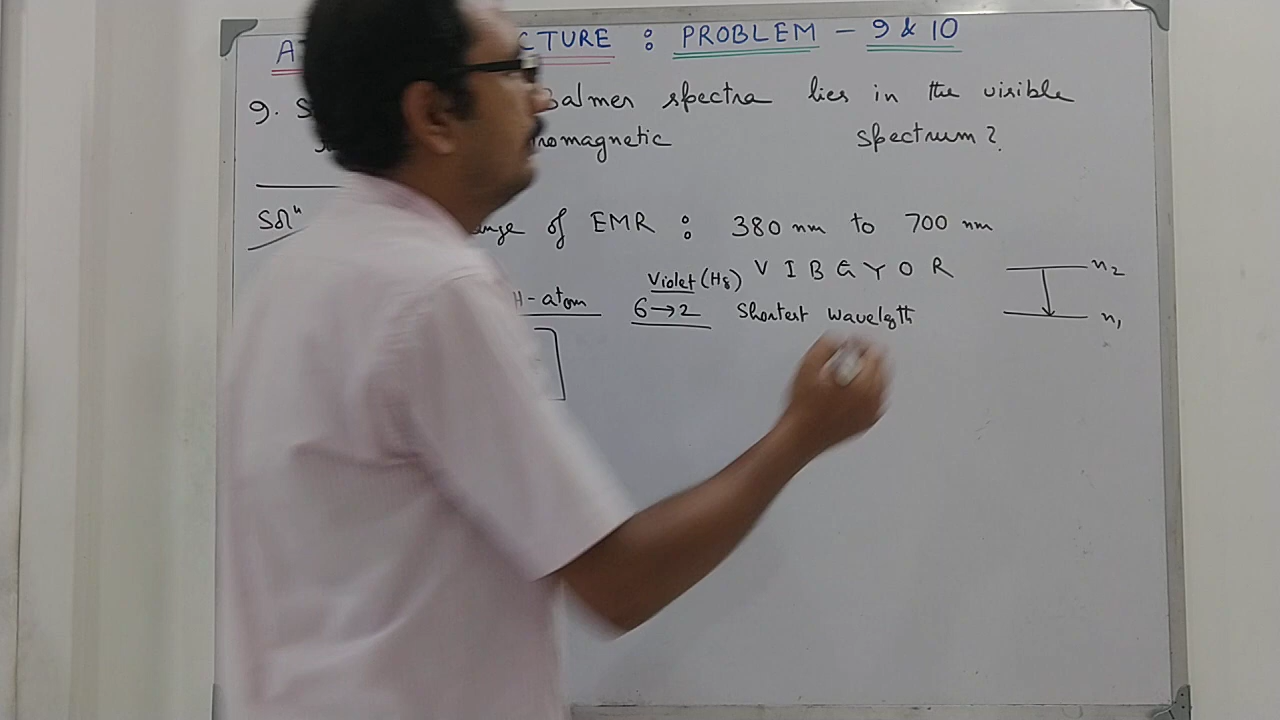 CTURE : PROBLEM - 9 & 10
9. Balmer spectra lies in the visible
romagnetic spectrum?
Solⁿ ange of EMR : 380 nm to 700 nm
Violet (Hδ) V I B G Y O R n₂
H-atom 6→2 Shortest wavelgth n₁